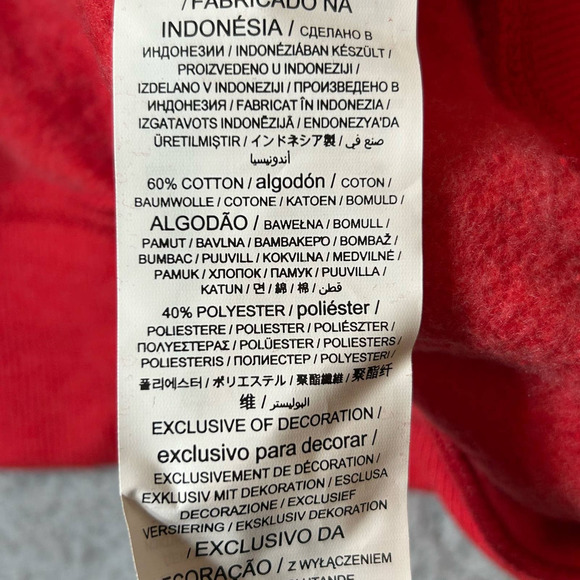 / FABRICADO NA
INDONÉSIA / СДЕЛАНО В
ИНДОНЕЗИИ / INDONÉZIÁBAN KÉSZÜLT /
PROIZVEDENO U INDONEZIJI /
IZDELANO V INDONEZIJI / ПРОИЗВЕДЕНО В
ИНДОНЕЗИЯ / FABRICAT ÎN INDONEZIA /
IZGATAVOTS INDONĒZIJĀ / ENDONEZYA'DA
ÜRETILMIŞTIR / インドネシア製 / صنع في
أندونيسيا
60% COTTON / algodón / COTON /
BAUMWOLLE / COTONE / KATOEN / BOMULD /
ALGODÃO / BAWEŁNA / BOMULL /
PAMUT / BAVLNA / ΒΑΜΒΑΚΕΡΟ / BOMBAŽ /
BUMBAC / PUUVILL / KOKVILNA / MEDVILNĖ /
PAMUK / ХЛОПОК / ПАМУК / PUUVILLA /
KATUN / 면 / 綿 / 棉 / قطن /
40% POLYESTER / poliéster /
POLIESTERE / POLIESTER / POLIÉSZTER /
ΠΟΛΥΕΣΤΕΡΑΣ / POLÜESTER / POLIESTERS /
POLIESTERIS / ПОЛИЕСТЕР / POLYESTERI /
폴리에스터 / ポリエステル / 聚酯纖維 / 聚酯纤
维 / البوليستر /
EXCLUSIVE OF DECORATION /
exclusivo para decorar /
EXCLUSIVEMENT DE DÉCORATION /
EXKLUSIV MIT DEKORATION / ESCLUSA
DECORAZIONE / EXCLUSIEF
VERSIERING / EKSKLUSIV DEKORATION
/ EXCLUSIVO DA
DECORAÇÃO / Z WYŁĄCZENIEM